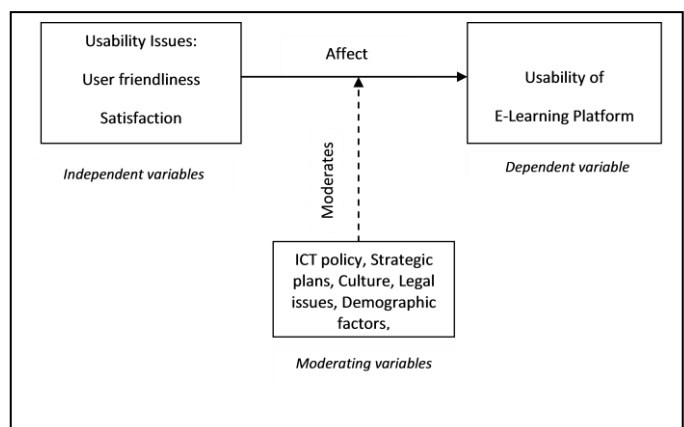 Usability Issues:
User friendliness
Satisfaction
Affect
Usability of
E-Learning Platform
Independent variables
Dependent variable
Moderates
ICT policy, Strategic
plans, Culture, Legal
issues, Demographic
factors,
Moderating variables